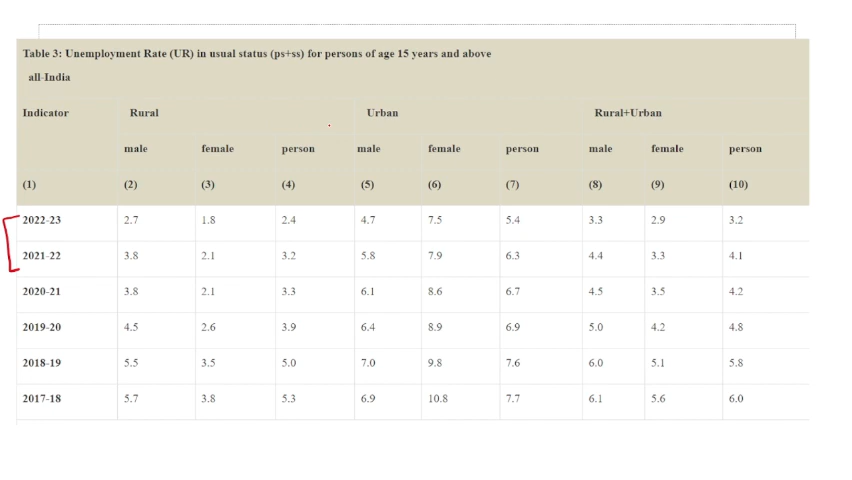 Table 3: Unemployment Rate (UR) in usual status (ps+ss) for persons of age 15 years and above
all-India
Indicator Rural Urban Rural+Urban
male female person male female person male female person
(1) (2) (3) (4) (5) (6) (7) (8) (9) (10)
2022-23 2.7 1.8 2.4 4.7 7.5 5.4 3.3 2.9 3.2
2021-22 3.8 2.1 3.2 5.8 7.9 6.3 4.4 3.3 4.1
2020-21 3.8 2.1 3.3 6.1 8.6 6.7 4.5 3.5 4.2
2019-20 4.5 2.6 3.9 6.4 8.9 6.9 5.0 4.2 4.8
2018-19 5.5 3.5 5.0 7.0 9.8 7.6 6.0 5.1 5.8
2017-18 5.7 3.8 5.3 6.9 10.8 7.7 6.1 5.6 6.0